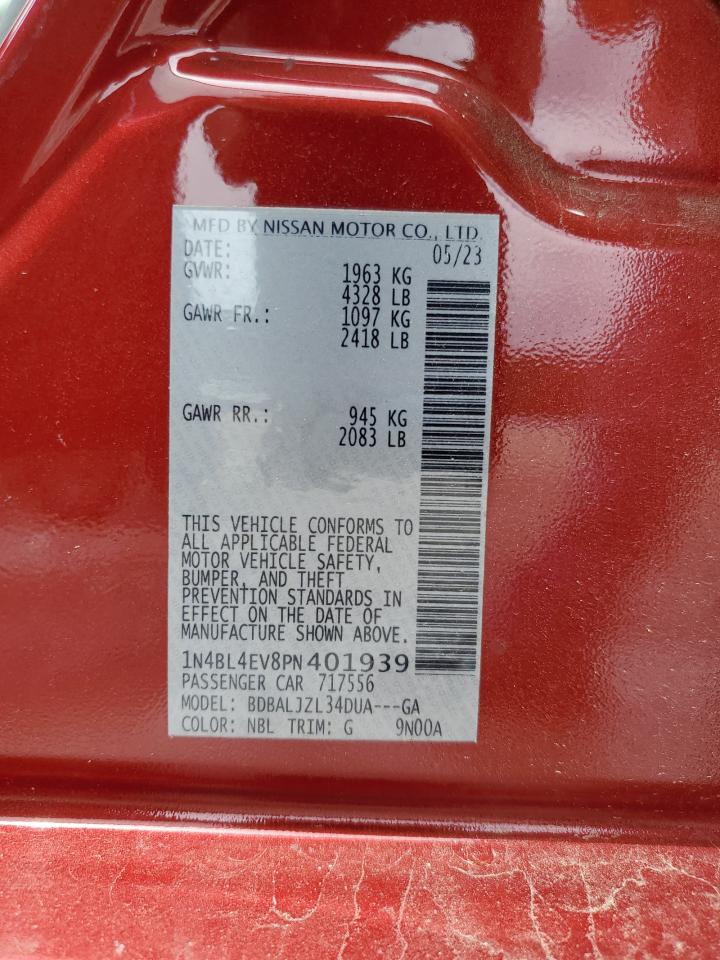 MFD BY NISSAN MOTOR CO., LTD.
DATE: 05/23
GVWR: 1963 KG
4328 LB
GAWR FR.: 1097 KG
2418 LB
GAWR RR.: 945 KG
2083 LB
THIS VEHICLE CONFORMS TO
ALL APPLICABLE FEDERAL
MOTOR VEHICLE SAFETY,
BUMPER, AND THEFT
PREVENTION STANDARDS IN
EFFECT ON THE DATE OF
MANUFACTURE SHOWN ABOVE.
1N4BL4EV8PN401939
PASSENGER CAR 717556
MODEL: BDBALJZL34DUA---GA
COLOR: NBL TRIM: G 9N00A